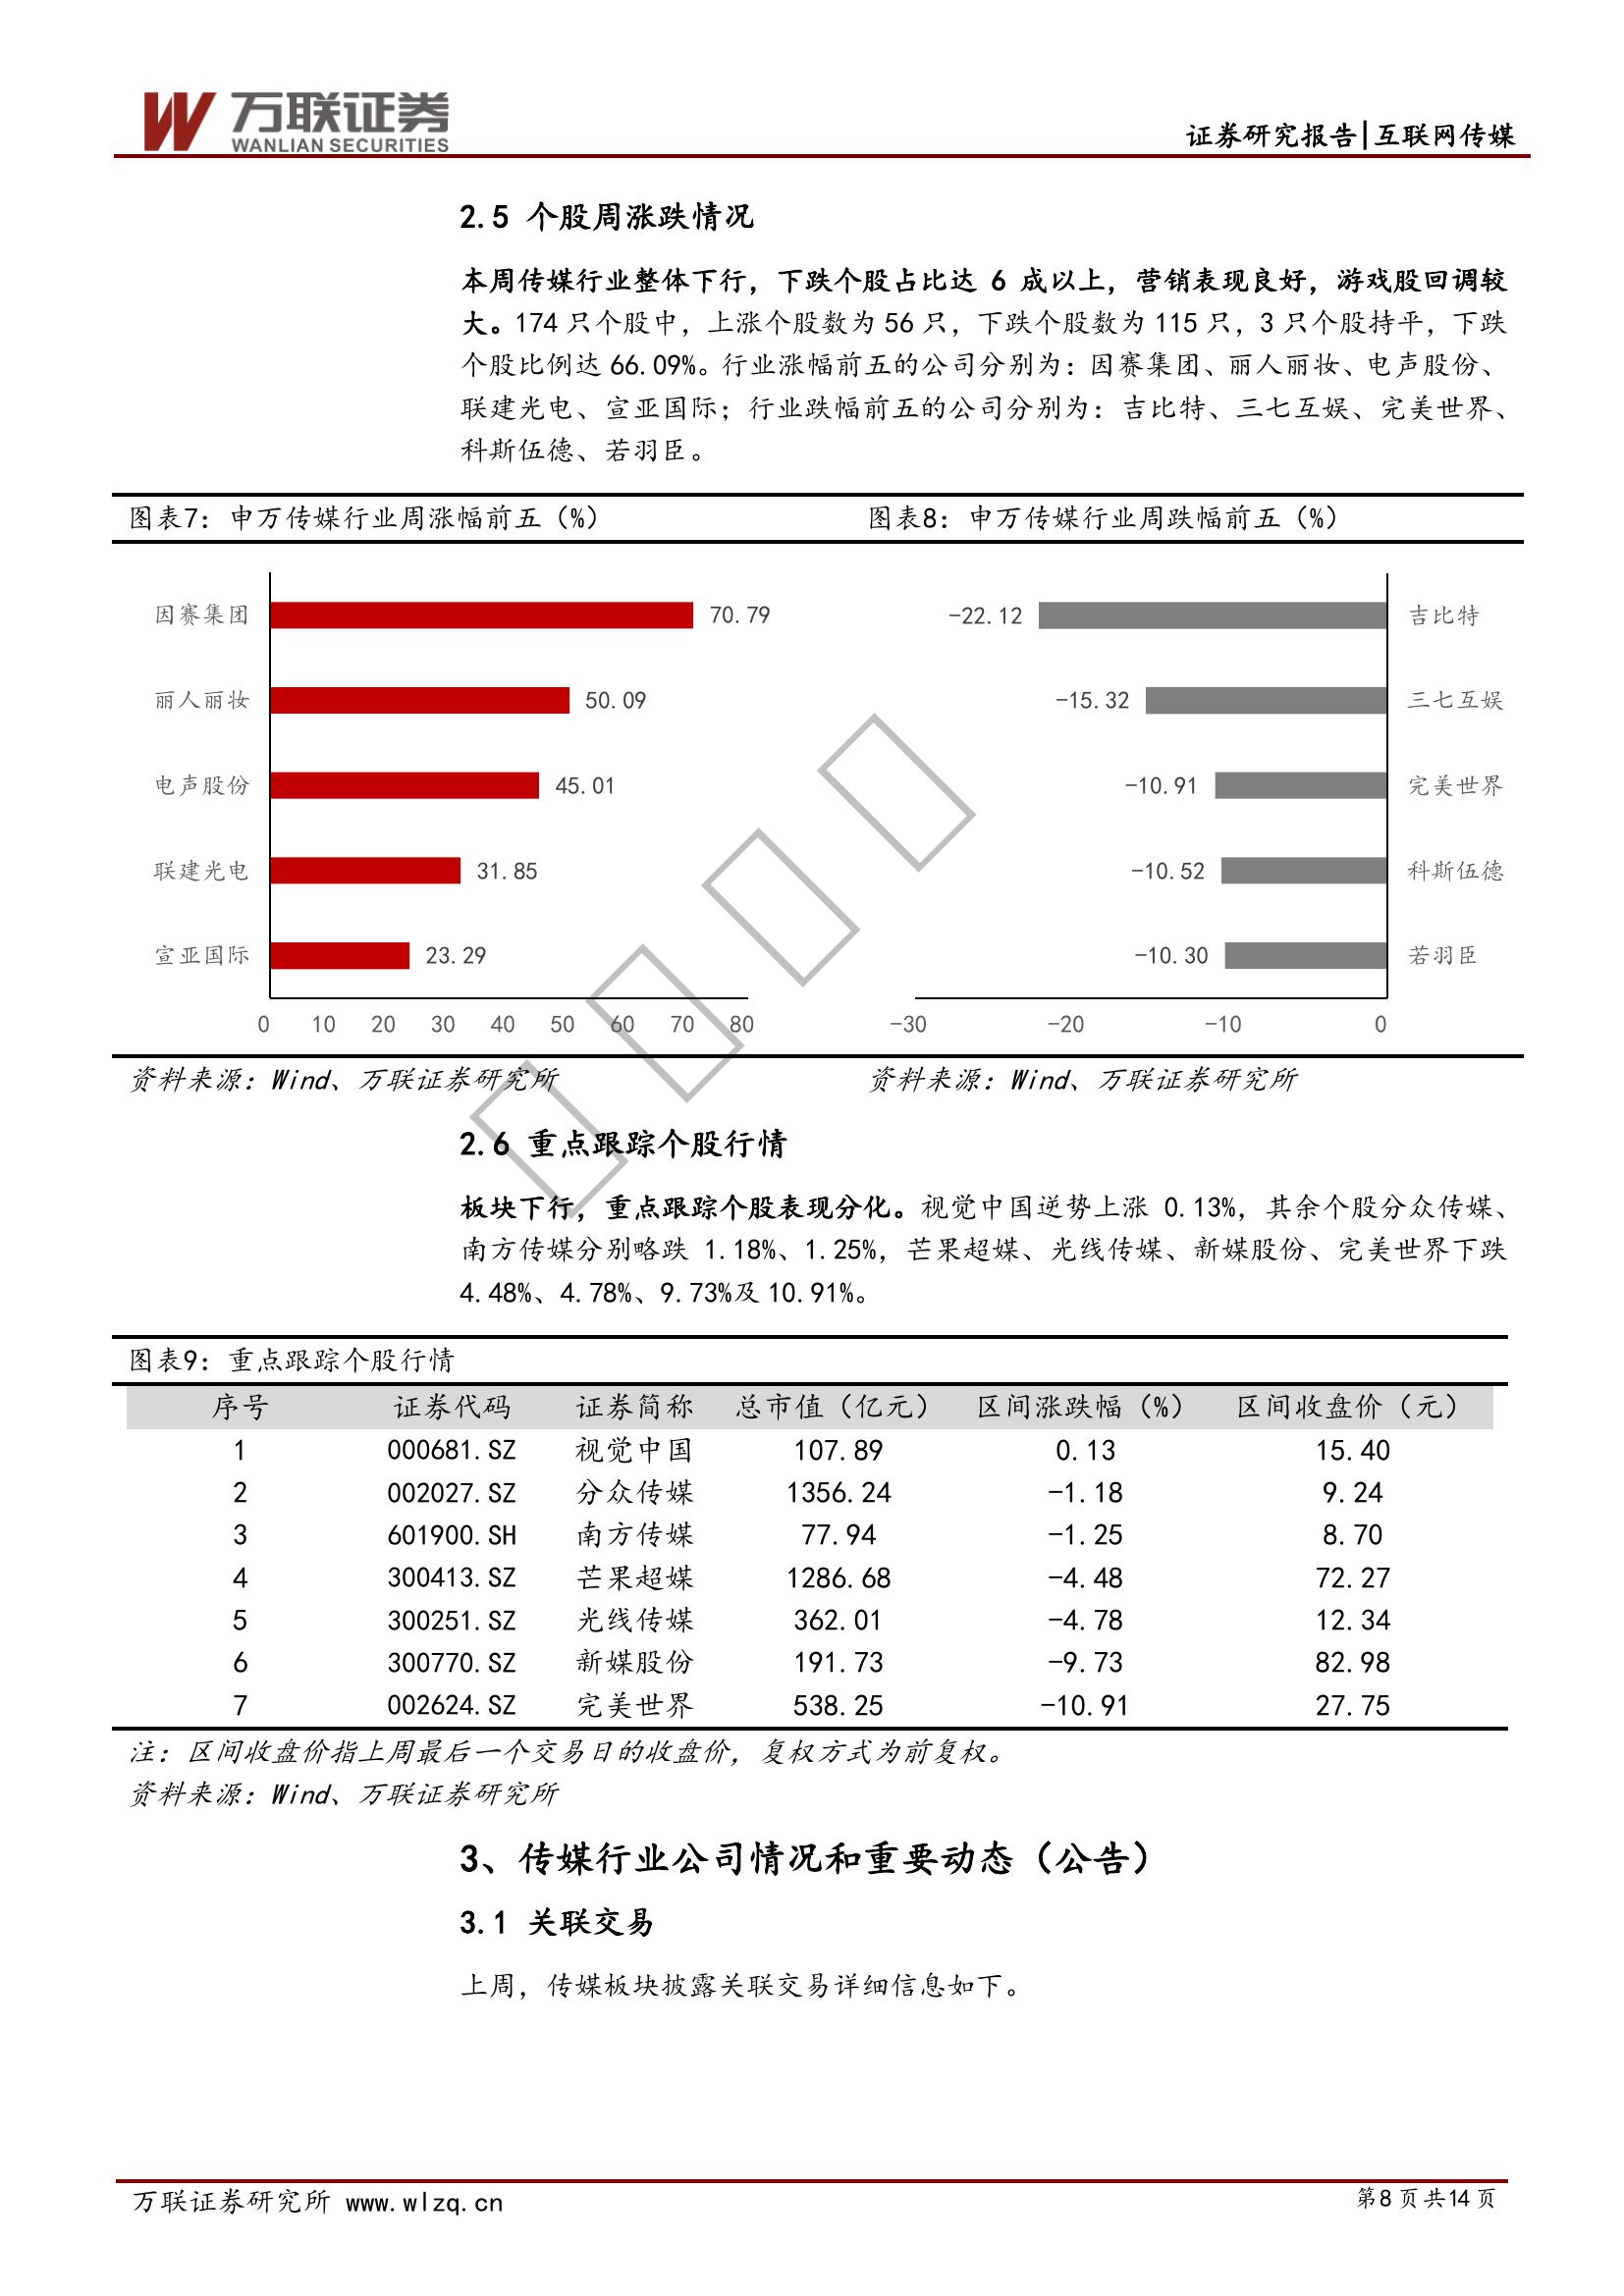 万联证券
WANLIAN SECURITIES
证券研究报告|互联网传媒
2.5 个股周涨跌情况
本周传媒行业整体下行，下跌个股占比达 6 成以上，营销表现良好，游戏股回调较
大。174 只个股中，上涨个股数为 56 只，下跌个股数为 115 只，3 只个股持平，下跌
个股比例达 66.09%。行业涨幅前五的公司分别为：因赛集团、丽人丽妆、电声股份、
联建光电、宣亚国际；行业跌幅前五的公司分别为：吉比特、三七互娱、完美世界、
科斯伍德、若羽臣。
图表7：申万传媒行业周涨幅前五（%）
因赛集团 70.79
丽人丽妆 50.09
电声股份 45.01
联建光电 31.85
宣亚国际 23.29
0 10 20 30 40 50 60 70 80
资料来源：Wind、万联证券研究所
图表8：申万传媒行业周跌幅前五（%）
-22.12 吉比特
-15.32 三七互娱
-10.91 完美世界
-10.52 科斯伍德
-10.30 若羽臣
-30 -20 -10 0
资料来源：Wind、万联证券研究所
2.6 重点跟踪个股行情
板块下行，重点跟踪个股表现分化。视觉中国逆势上涨 0.13%，其余个股分众传媒、
南方传媒分别略跌 1.18%、1.25%，芒果超媒、光线传媒、新媒股份、完美世界下跌
4.48%、4.78%、9.73%及 10.91%。
图表9：重点跟踪个股行情
序号 证券代码 证券简称 总市值（亿元） 区间涨跌幅（%） 区间收盘价（元）
1 000681.SZ 视觉中国 107.89 0.13 15.40
2 002027.SZ 分众传媒 1356.24 -1.18 9.24
3 601900.SH 南方传媒 77.94 -1.25 8.70
4 300413.SZ 芒果超媒 1286.68 -4.48 72.27
5 300251.SZ 光线传媒 362.01 -4.78 12.34
6 300770.SZ 新媒股份 191.73 -9.73 82.98
7 002624.SZ 完美世界 538.25 -10.91 27.75
注：区间收盘价指上周最后一个交易日的收盘价，复权方式为前复权。
资料来源：Wind、万联证券研究所
3、传媒行业公司情况和重要动态（公告）
3.1 关联交易
上周，传媒板块披露关联交易详细信息如下。
万联证券研究所 www.wlzq.cn
第8页共14页